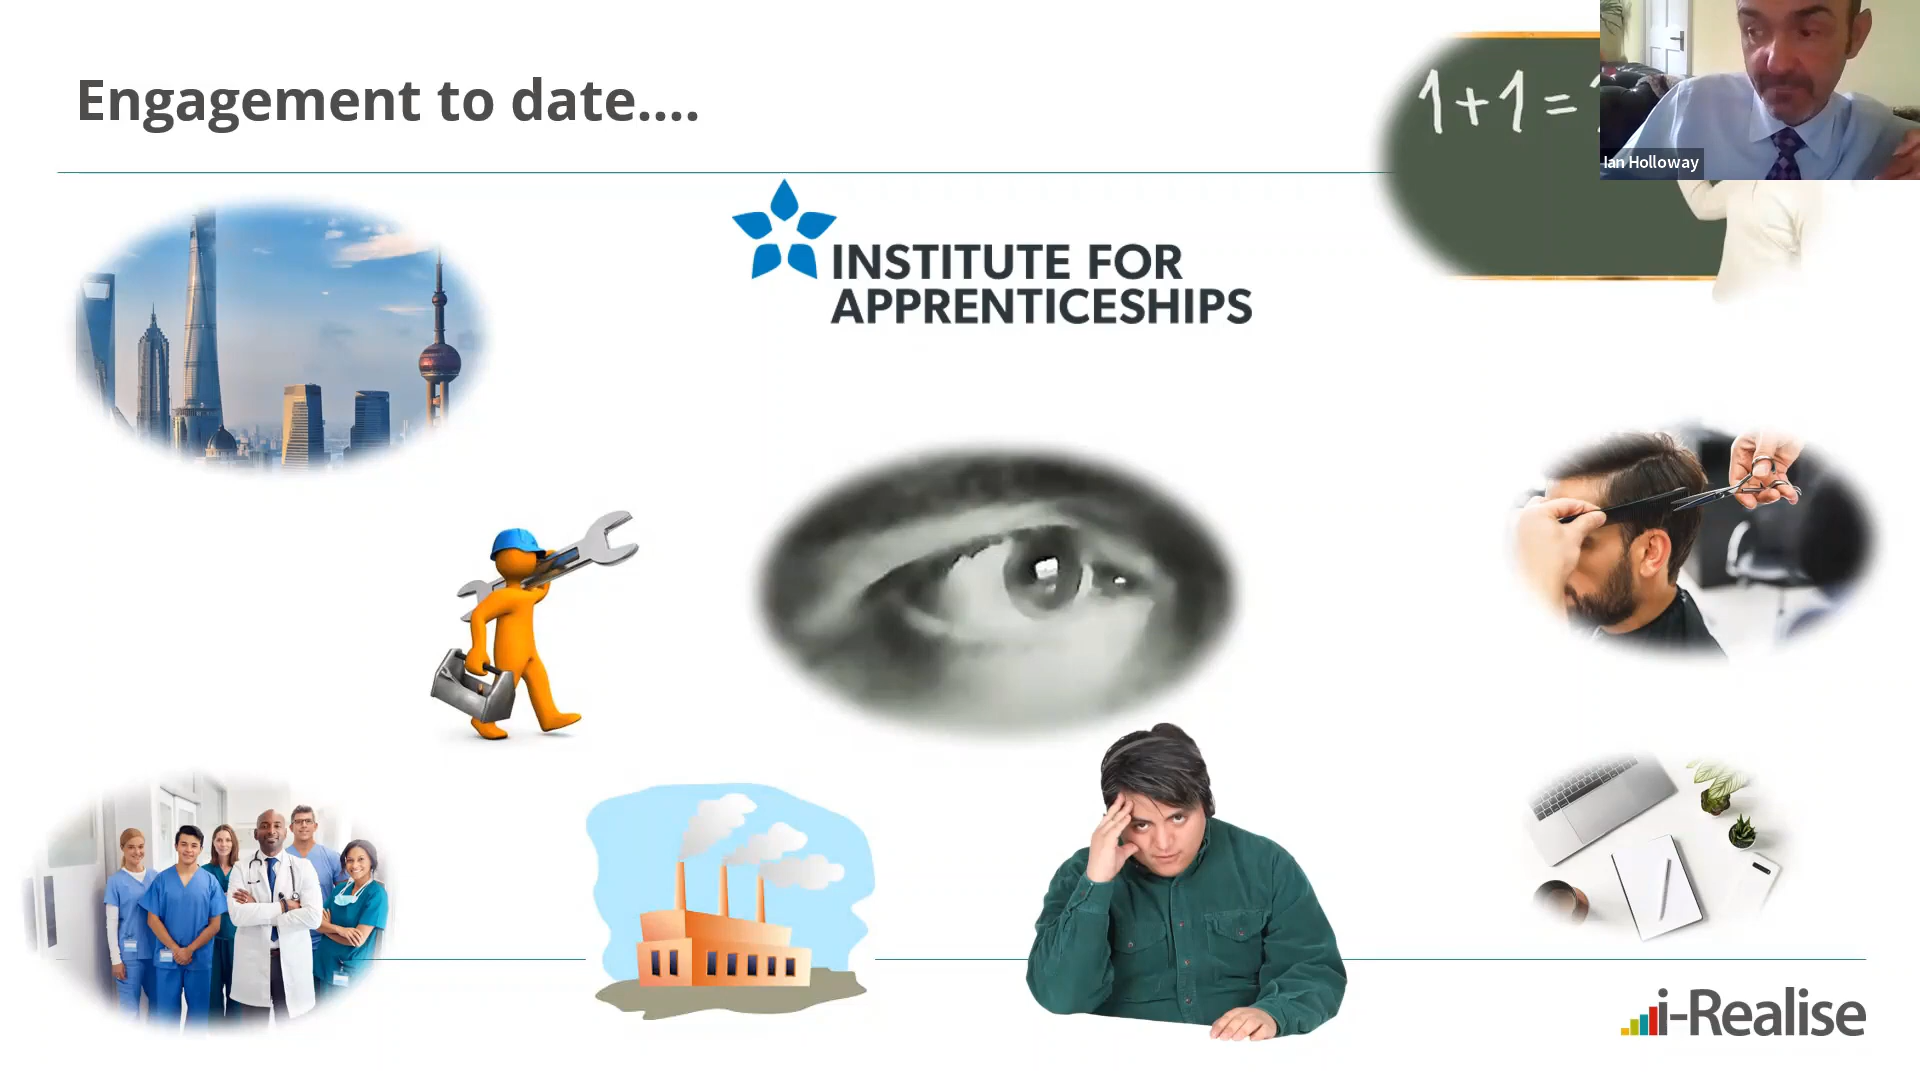 Engagement to date....
1+1=
Ian Holloway
INSTITUTE FOR
APPRENTICESHIPS
i-Realise